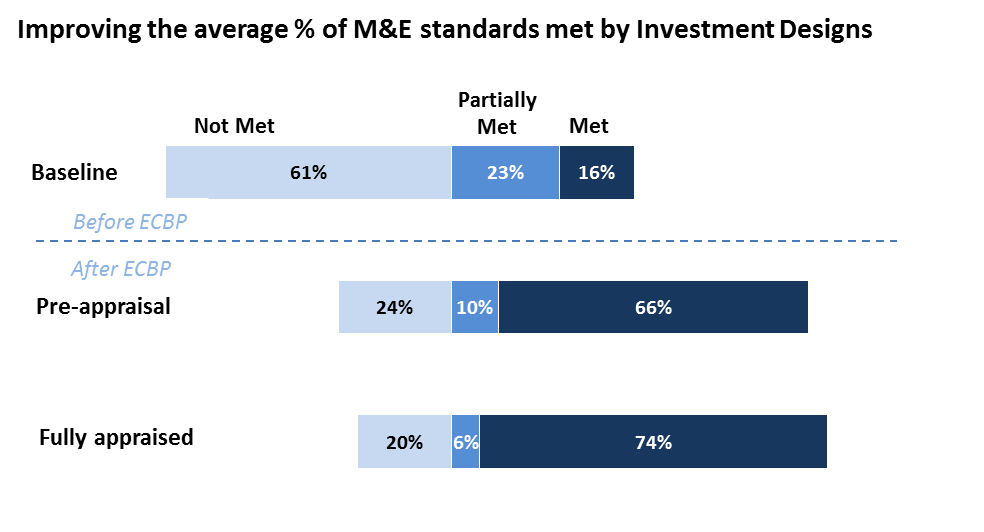 Improving the average % of M&E standards met by Investment Designs
Partially
Not Met Met Met
Baseline 61% 23% 16%
Before ECBP
After ECBP
Pre-appraisal 24% 10% 66%
Fully appraised 20% 6% 74%